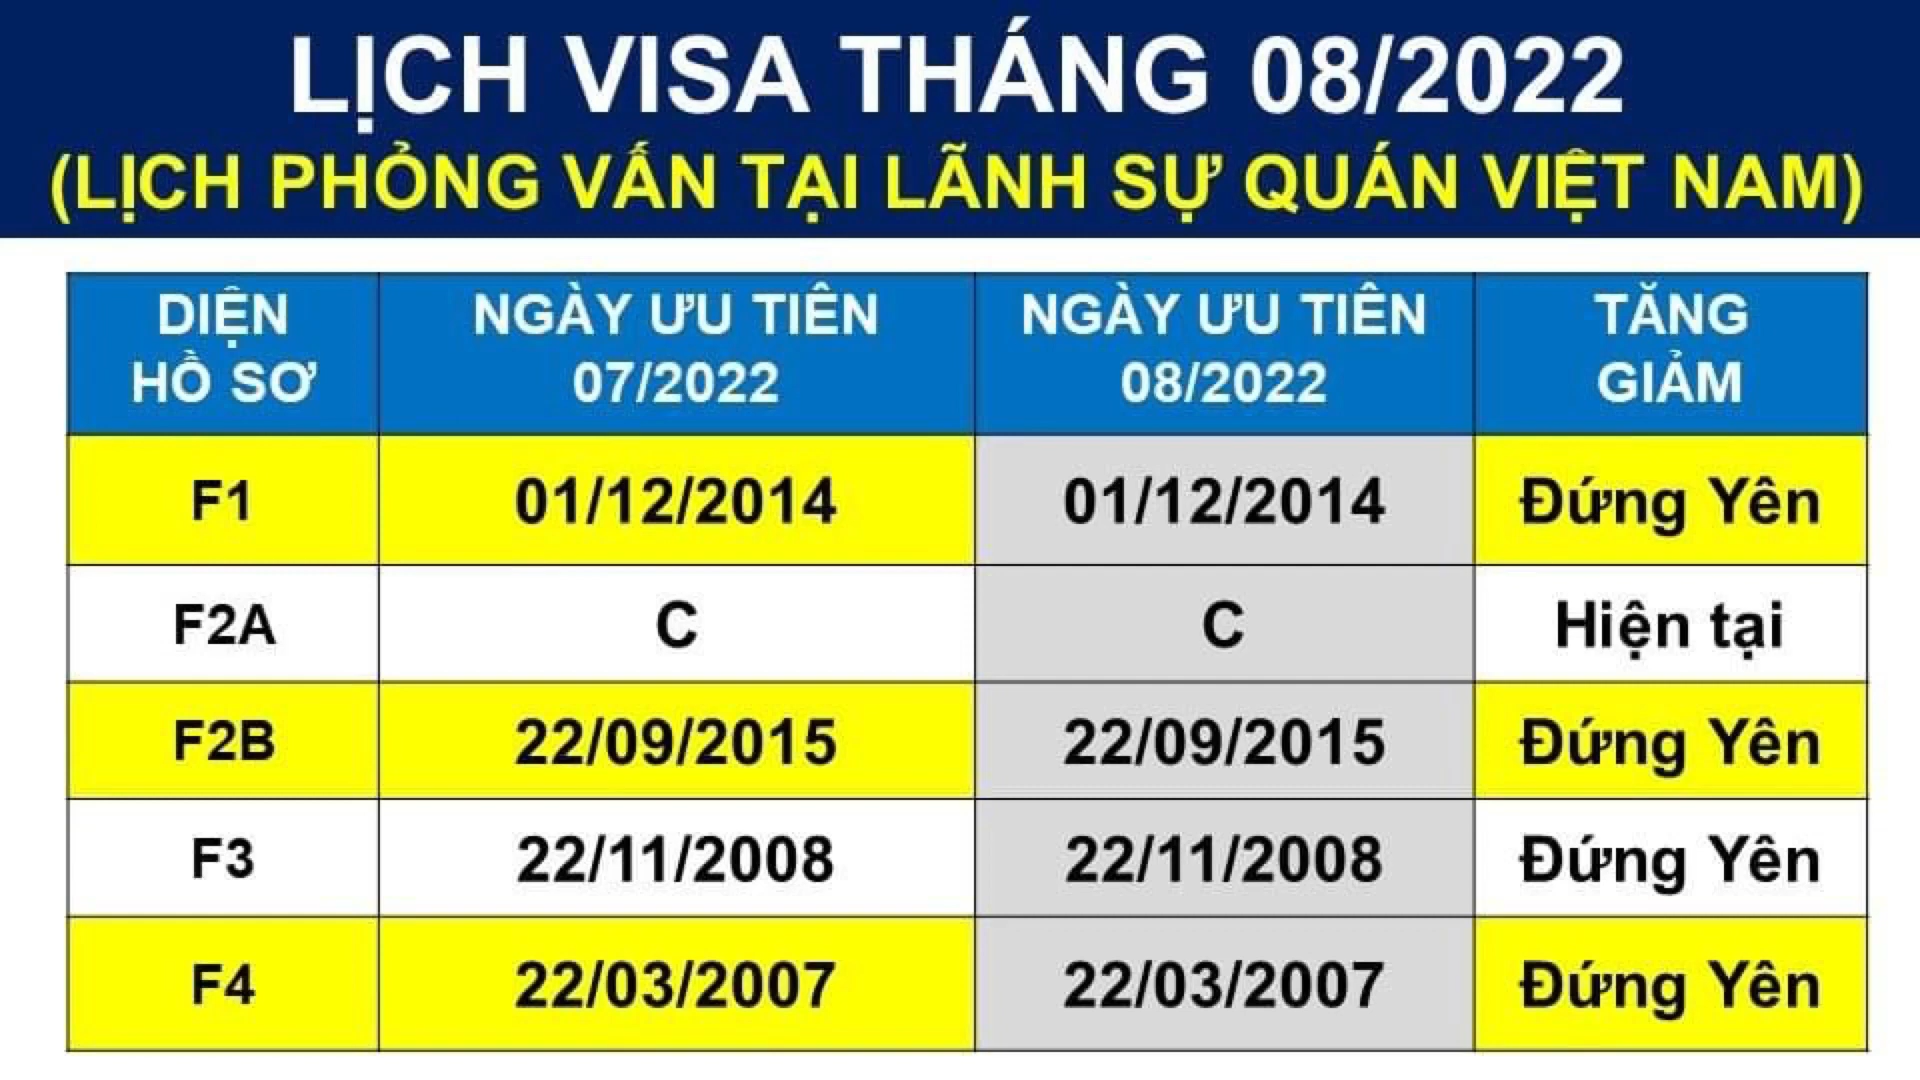 LỊCH VISA THÁNG 08/2022
(LỊCH PHỎNG VẤN TẠI LÃNH SỰ QUÁN VIỆT NAM)
DIỆN HỒ SƠ
NGÀY ƯU TIÊN 07/2022
NGÀY ƯU TIÊN 08/2022
TĂNG GIẢM
F1 01/12/2014 01/12/2014 Đứng Yên
F2A C C Hiện tại
F2B 22/09/2015 22/09/2015 Đứng Yên
F3 22/11/2008 22/11/2008 Đứng Yên
F4 22/03/2007 22/03/2007 Đứng Yên